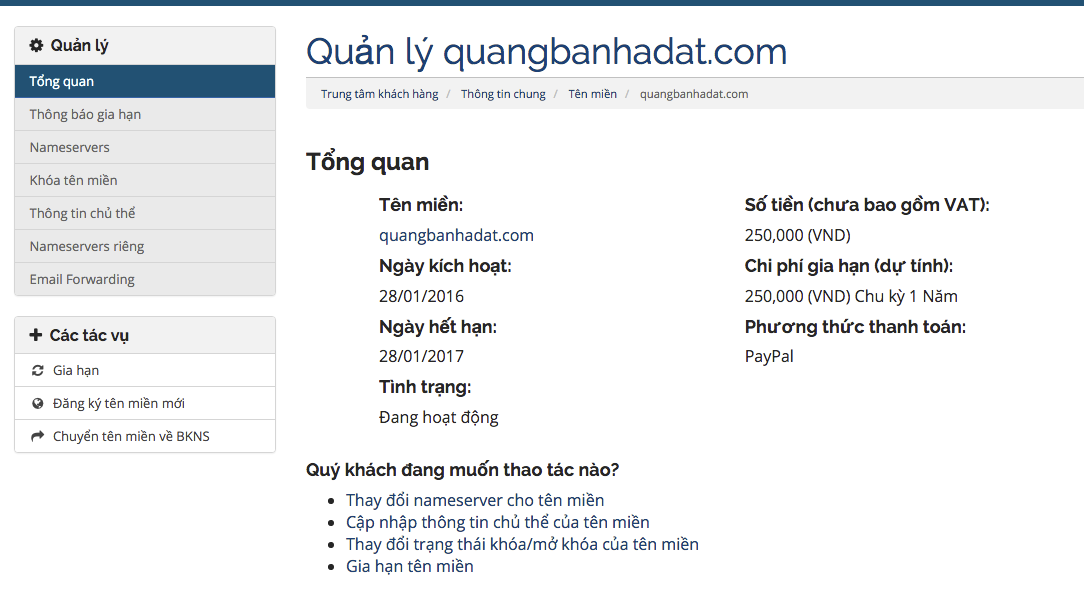 Quản lý
Tổng quan
Thông báo gia hạn
Nameservers
Khóa tên miền
Thông tin chủ thể
Nameservers riêng
Email Forwarding
Các tác vụ
Gia hạn
Đăng ký tên miền mới
Chuyển tên miền về BKNS
Quản lý quangbanhadat.com
Trung tâm khách hàng / Thông tin chung / Tên miền / quangbanhadat.com
Tổng quan
Tên miền:
quangbanhadat.com
Ngày kích hoạt:
28/01/2016
Ngày hết hạn:
28/01/2017
Tình trạng:
Đang hoạt động
Số tiền (chưa bao gồm VAT):
250,000 (VND)
Chi phí gia hạn (dự tính):
250,000 (VND) Chu kỳ 1 Năm
Phương thức thanh toán:
PayPal
Quý khách đang muốn thao tác nào?
Thay đổi nameserver cho tên miền
Cập nhập thông tin chủ thể của tên miền
Thay đổi trạng thái khóa/mở khóa của tên miền
Gia hạn tên miền